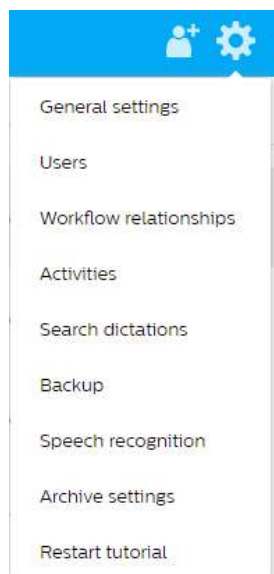 General settings
Users
Workflow relationships
Activities
Search dictations
Backup
Speech recognition
Archive settings
Restart tutorial